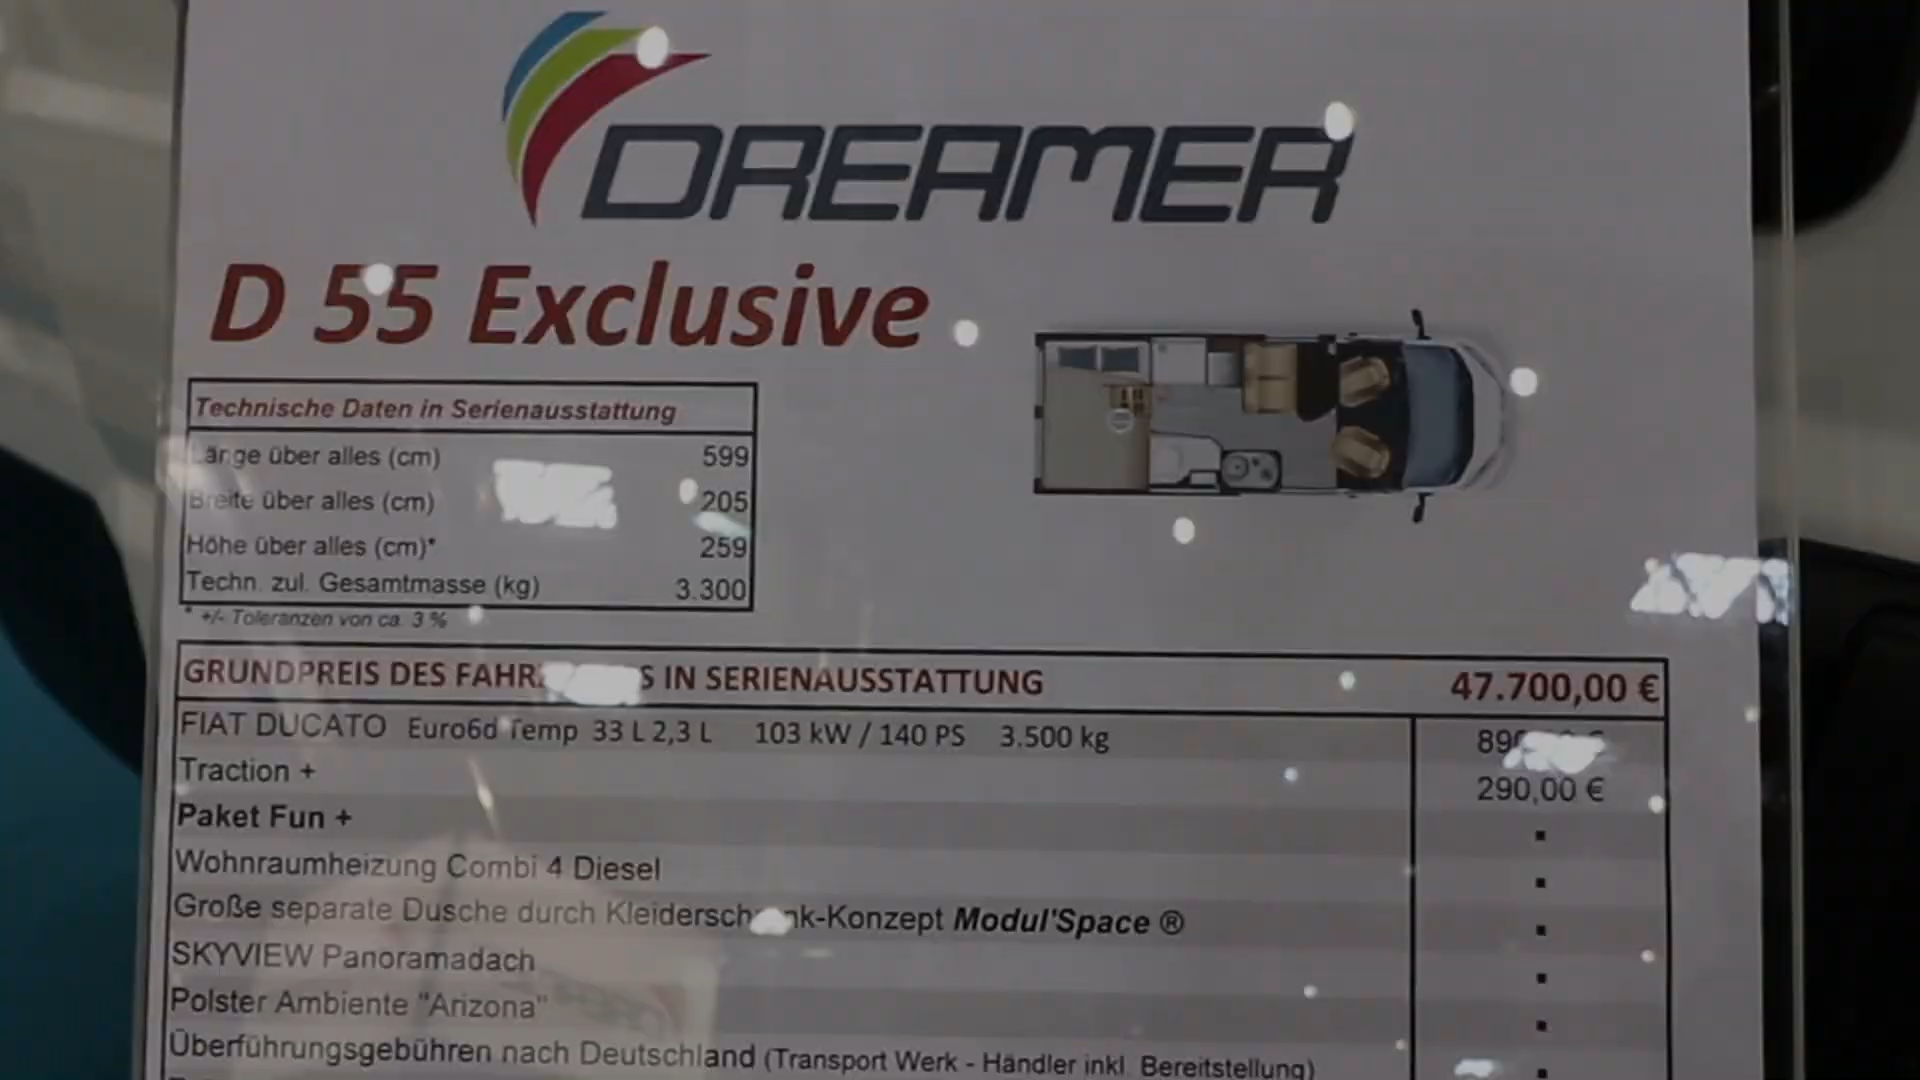 DREAMER
D 55 Exclusive
Technische Daten in Serienausstattung
Länge über alles (cm) 599
Breite über alles (cm) 205
Höhe über alles (cm)* 259
Techn. zul. Gesamtmasse (kg) 3.300
* +/- Toleranzen von ca. 3 %
GRUNDPREIS DES IN SERIENAUSSTATTUNG 47.700,00 €
FIAT DUCATO Euro6d Temp 33 L 2,3 L 103 kW / 140 PS 3.500 kg
Traction + 290,00 €
Paket Fun + ▪
Wohnraumheizung Combi 4 Diesel ▪
Große separate Dusche durch Kleiderschrank-Konzept Modul'Space ® ▪
SKYVIEW Panoramadach ▪
Polster Ambiente "Arizona" ▪
Überführungsgebühren nach Deutschland (Transport Werk - Händler inkl. Bereitstellung) ▪